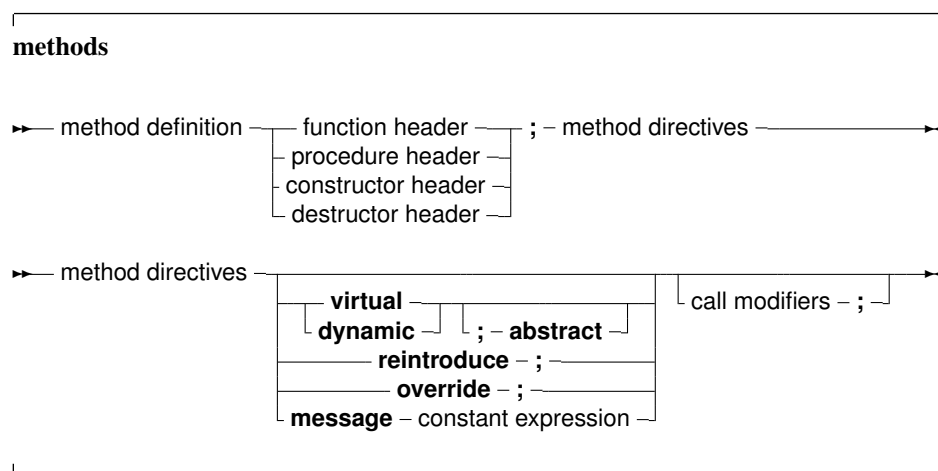 methods
method definition function header ; method directives
procedure header
constructor header
destructor header
method directives
virtual call modifiers ;
dynamic ; abstract
reintroduce ;
override ;
message constant expression